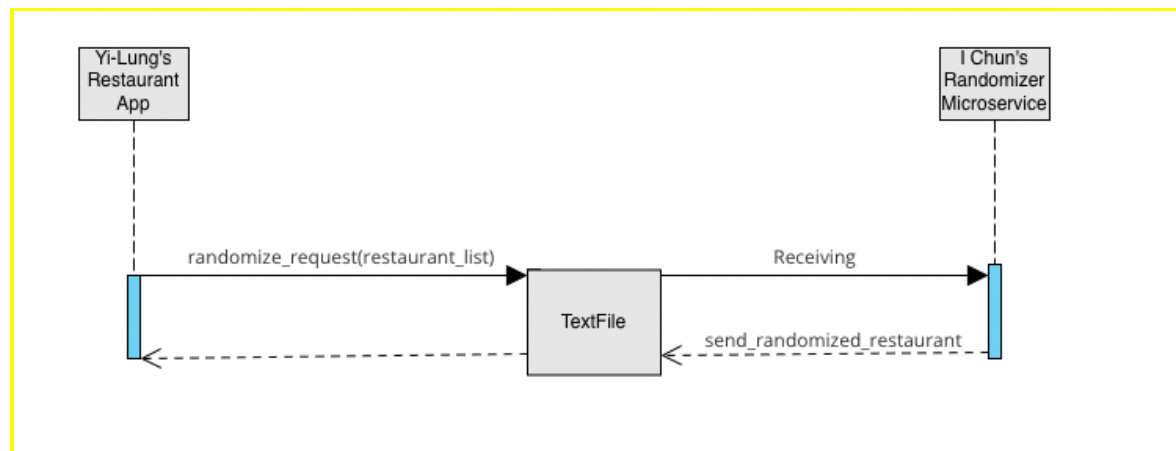 Yi-Lung's
Restaurant
App
I Chun's
Randomizer
Microservice
randomize_request(restaurant_list)
Receiving
TextFile
send_randomized_restaurant